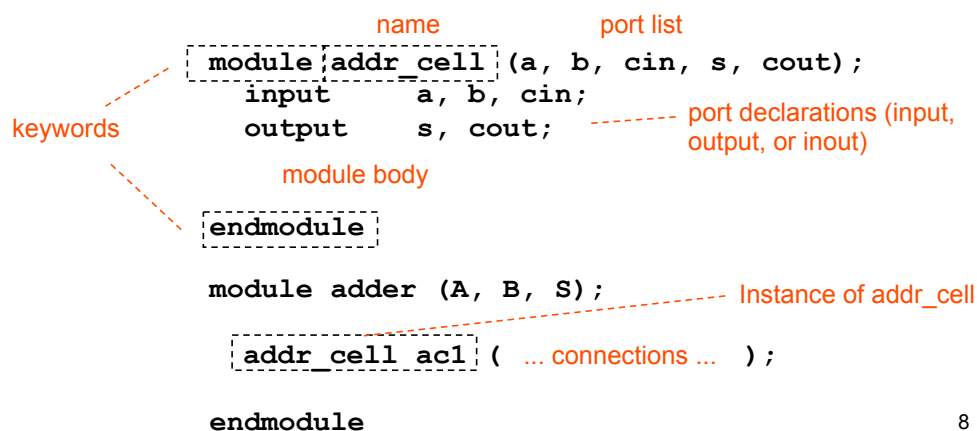 name port list
module addr_cell (a, b, cin, s, cout);
input a, b, cin;
keywords output s, cout; port declarations (input,
output, or inout)
module body
endmodule
module adder (A, B, S);
Instance of addr_cell
addr_cell ac1 ( ... connections ... );
endmodule
8